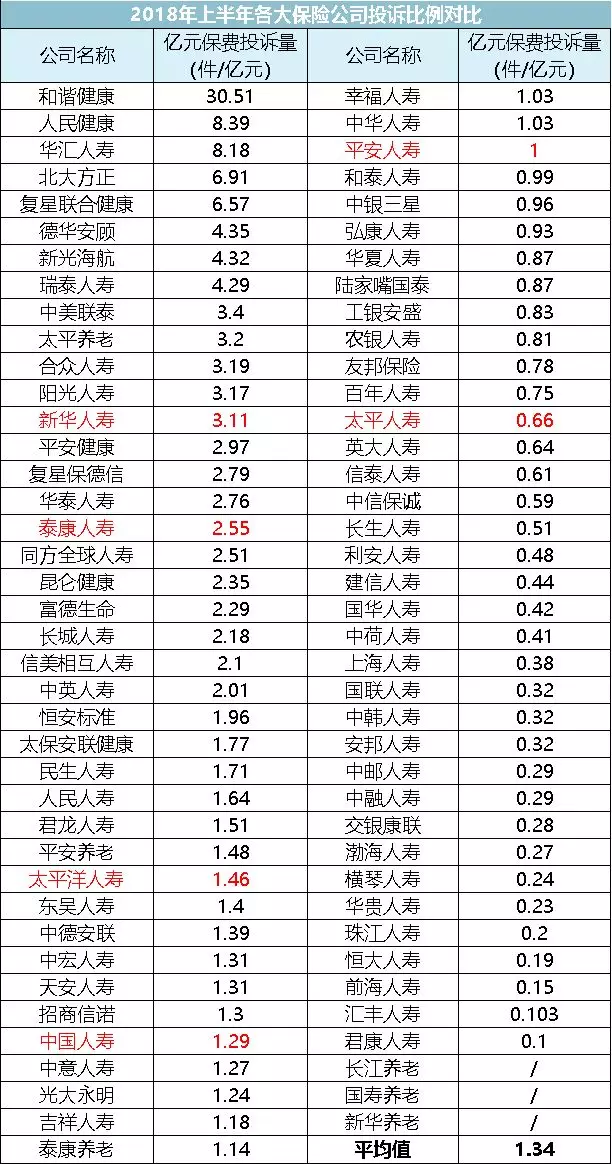 2018年上半年各大保险公司投诉比例对比
公司名称 亿元保费投诉量(件/亿元) 公司名称 亿元保费投诉量(件/亿元)
和谐健康 30.51 幸福人寿 1.03
人民健康 8.39 中华人寿 1.03
华汇人寿 8.18 平安人寿 1
北大方正 6.91 和泰人寿 0.99
复星联合健康 6.57 中银三星 0.96
德华安顾 4.35 弘康人寿 0.93
新光海航 4.32 华夏人寿 0.87
瑞泰人寿 4.29 陆家嘴国泰 0.87
中美联泰 3.4 工银安盛 0.83
太平养老 3.2 农银人寿 0.81
合众人寿 3.19 友邦保险 0.78
阳光人寿 3.17 百年人寿 0.75
新华人寿 3.11 太平人寿 0.66
平安健康 2.97 英大人寿 0.64
复星保德信 2.79 信泰人寿 0.61
华泰人寿 2.76 中信保诚 0.59
泰康人寿 2.55 长生人寿 0.51
同方全球人寿 2.51 利安人寿 0.48
昆仑健康 2.35 建信人寿 0.44
富德生命 2.29 国华人寿 0.42
长城人寿 2.18 中荷人寿 0.41
信美相互人寿 2.1 上海人寿 0.38
中英人寿 2.01 国联人寿 0.32
恒安标准 1.96 中韩人寿 0.32
太保安联健康 1.77 安邦人寿 0.32
民生人寿 1.71 中邮人寿 0.29
人民人寿 1.64 中融人寿 0.29
君龙人寿 1.51 交银康联 0.28
平安养老 1.48 渤海人寿 0.27
太平洋人寿 1.46 横琴人寿 0.24
东吴人寿 1.4 华贵人寿 0.23
中德安联 1.39 珠江人寿 0.2
中宏人寿 1.31 恒大人寿 0.19
天安人寿 1.31 前海人寿 0.15
招商信诺 1.3 汇丰人寿 0.103
中国人寿 1.29 君康人寿 0.1
中意人寿 1.27 长江养老 /
光大永明 1.24 国寿养老 /
吉祥人寿 1.18 新华养老 /
泰康养老 1.14 平均值 1.34